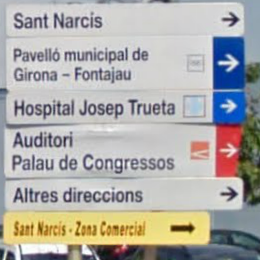 Sant Narcís
Pavelló municipal de
Girona – Fontajau
Hospital Josep Trueta
Auditori
Palau de Congressos
Altres direccions
Sant Narcís - Zona Comercial